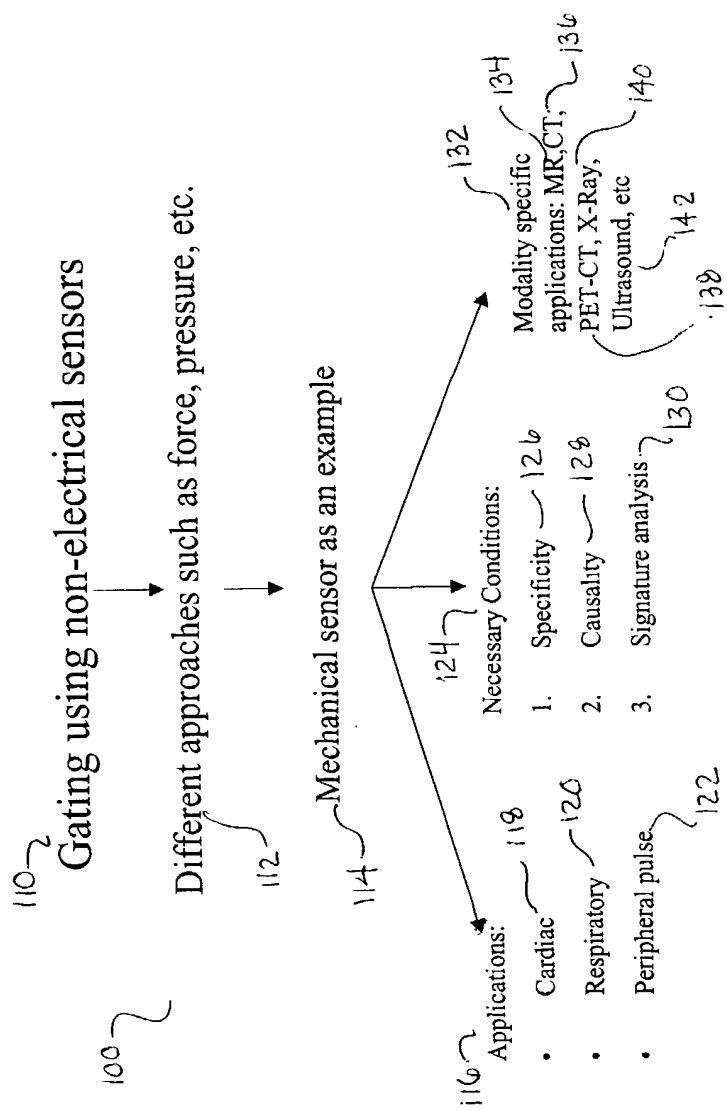 100
110
Gating using non-electrical sensors
Different approaches such as force, pressure, etc.
112
Mechanical sensor as an example
114
116
Applications:
• Cardiac 118
• Respiratory 120
• Peripheral pulse 122
124
Necessary Conditions:
1. Specificity 126
2. Causality 128
3. Signature analysis 130
132
Modality specific
134
applications: MR,CT,
136
PET-CT, X-Ray,
138
140
Ultrasound, etc
142